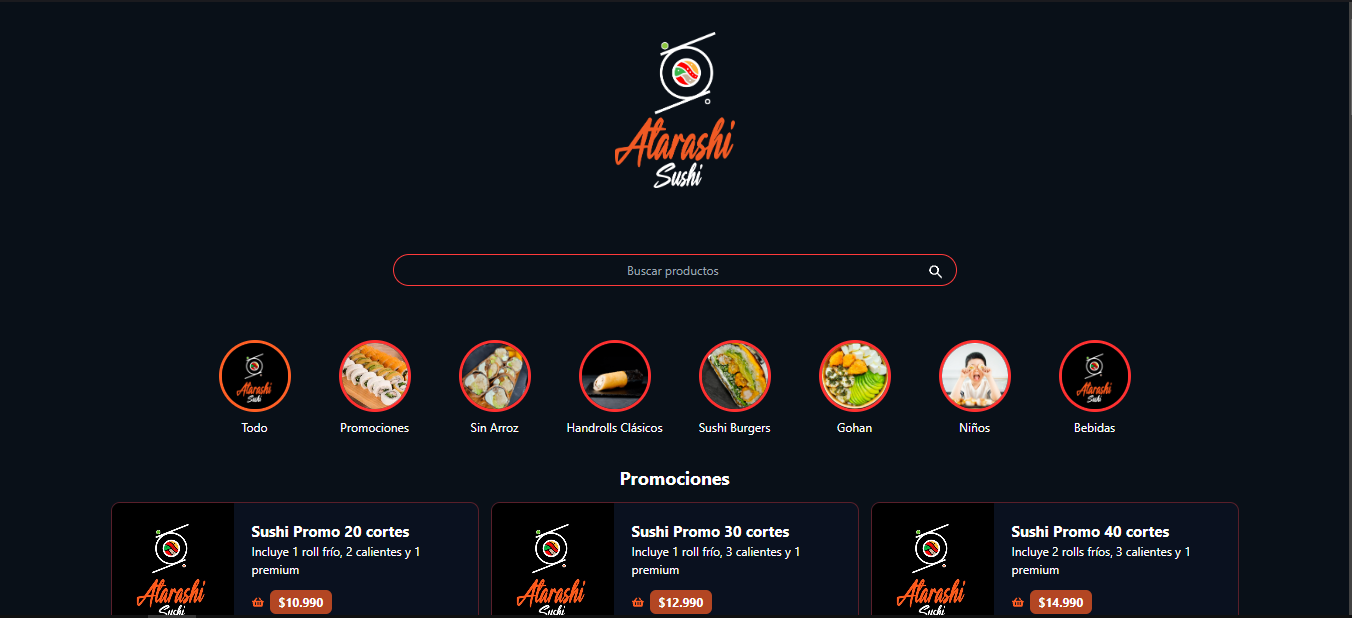 Atarashi
Sushi
Buscar productos
Atarashi
Sushi
Atarashi
Sushi
Todo
Promociones
Sin Arroz
Handrolls Clásicos
Sushi Burgers
Gohan
Niños
Bebidas
Promociones
Atarashi
Sushi
Sushi Promo 20 cortes
Incluye 1 roll frío, 2 calientes y 1
premium
$10.990
Atarashi
Sushi
Sushi Promo 30 cortes
Incluye 1 roll frío, 3 calientes y 1
premium
$12.990
Atarashi
Sushi
Sushi Promo 40 cortes
Incluye 2 rolls fríos, 3 calientes y 1
premium
$14.990